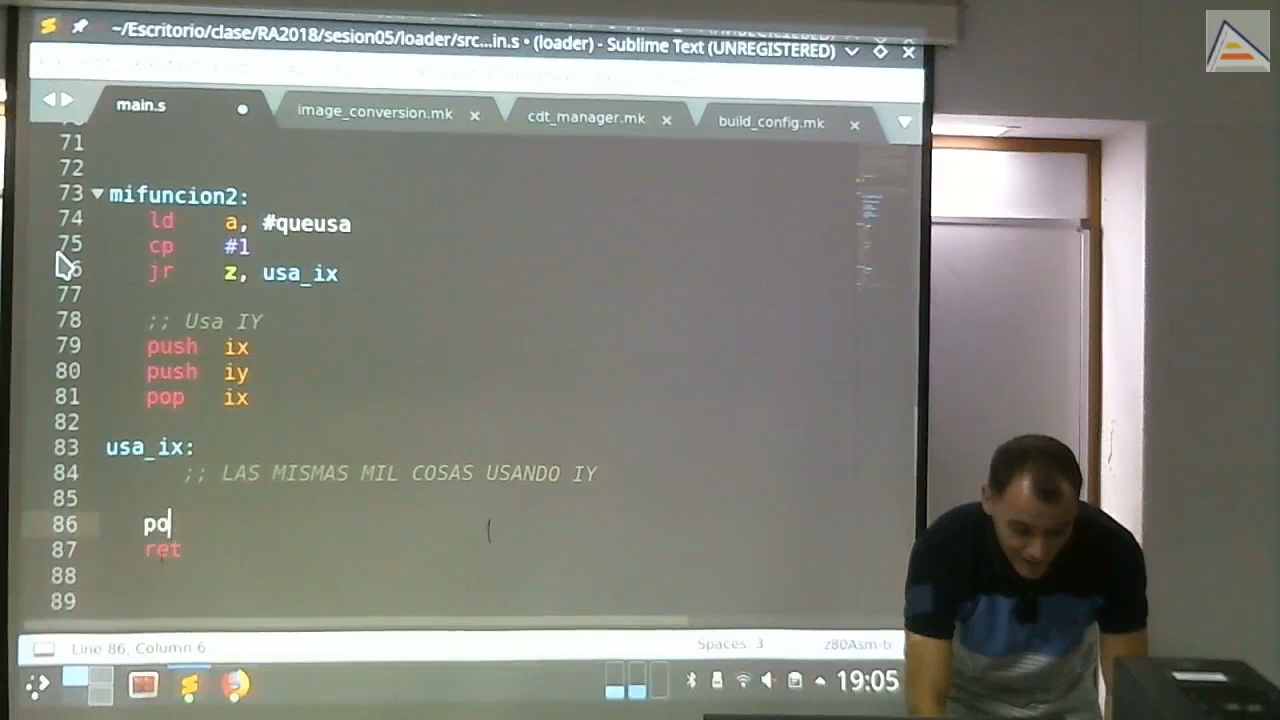 ~/Escritorio/clase/RA2018/sesion05/loader/src...in.s • (loader) - Sublime Text (UNREGISTERED)
main.s image_conversion.mk cdt_manager.mk build_config.mk
71
72
73 mifuncion2:
74 ld a, #queusa
75 cp #1
6 jr z, usa_ix
77
78 ;; Usa IY
79 push ix
80 push iy
81 pop ix
82
83 usa_ix:
84 ;; LAS MISMAS MIL COSAS USANDO IY
85
86 po
87 ret
88
89
Line 86, Column 6 Spaces: 3
19:05